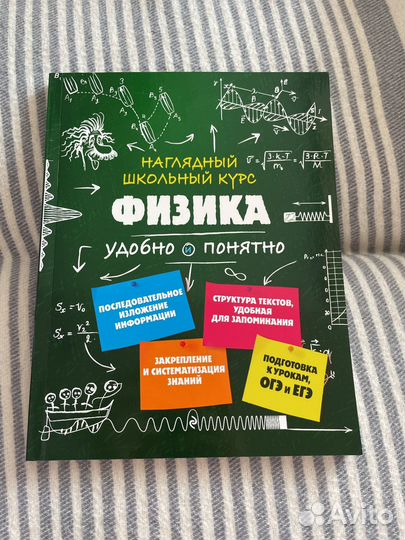 НАГЛЯДНЫЙ
ШКОЛЬНЫЙ КУРС
ФИЗИКА
УДОБНО И ПОНЯТНО
ПОСЛЕДОВАТЕЛЬНОЕ
ИЗЛОЖЕНИЕ
ИНФОРМАЦИИ
СТРУКТУРА ТЕКСТОВ,
УДОБНАЯ
ДЛЯ ЗАПОМИНАНИЯ
ЗАКРЕПЛЕНИЕ
И СИСТЕМАТИЗАЦИЯ
ЗНАНИЙ
ПОДГОТОВКА
К УРОКАМ,
ОГЭ и ЕГЭ
Avito